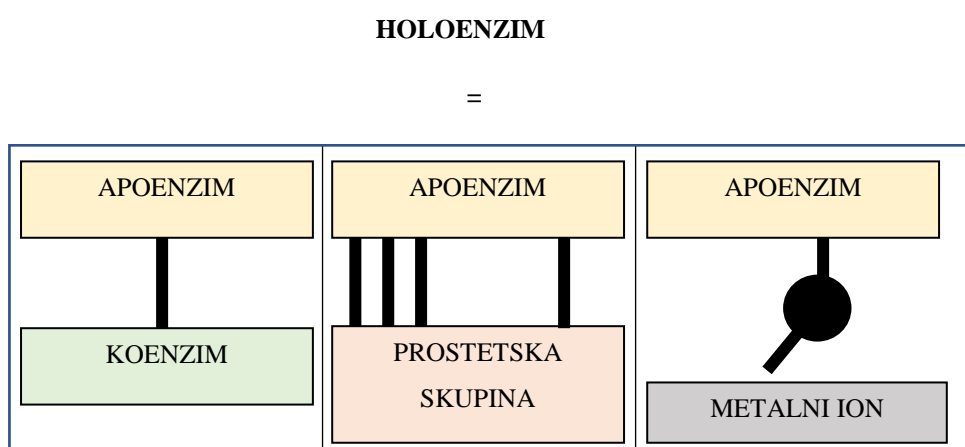 HOLOENZIM
=
APOENZIM
KOENZIM
APOENZIM
PROSTETSKA
SKUPINA
APOENZIM
METALNI ION